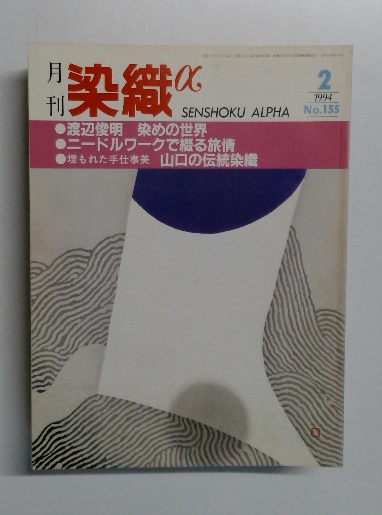 月刊
染織α
SENSHOKU ALPHA
2
1994
No.155
●渡辺俊明 染めの世界
●ニードルワークで綴る旅情
●埋もれた手仕事美 山口の伝統染織